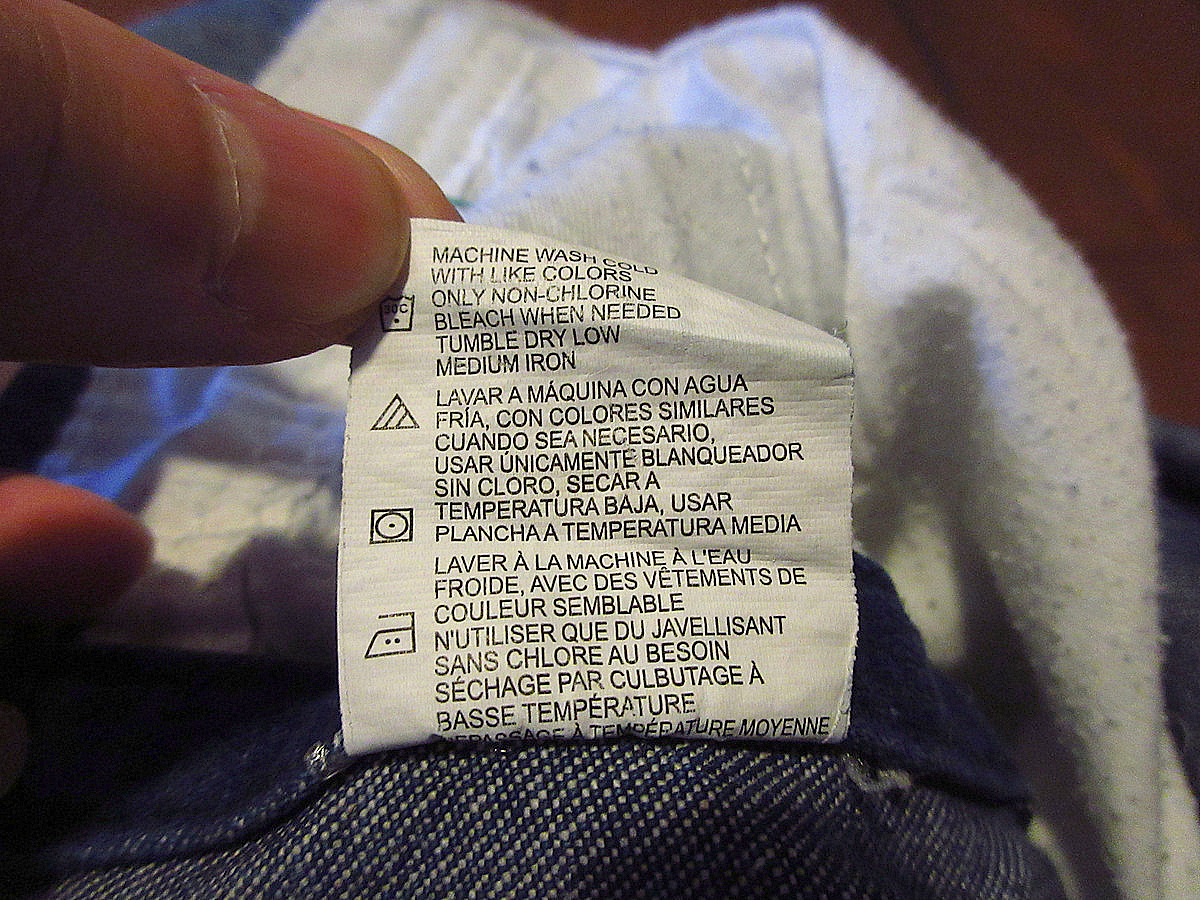 MACHINE WASH COLD
WITH LIKE COLORS
ONLY NON-CHLORINE
BLEACH WHEN NEEDED
TUMBLE DRY LOW
MEDIUM IRON
30C
LAVAR A MÁQUINA CON AGUA
FRÍA, CON COLORES SIMILARES
CUANDO SEA NECESARIO,
USAR ÚNICAMENTE BLANQUEADOR
SIN CLORO, SECAR A
TEMPERATURA BAJA, USAR
PLANCHA A TEMPERATURA MEDIA
LAVER À LA MACHINE À L'EAU
FROIDE, AVEC DES VÊTEMENTS DE
COULEUR SEMBLABLE
N'UTILISER QUE DU JAVELLISANT
SANS CHLORE AU BESOIN
SÉCHAGE PAR CULBUTAGE À
BASSE TEMPÉRATURE
À TEMPÉRATURE MOYENNE